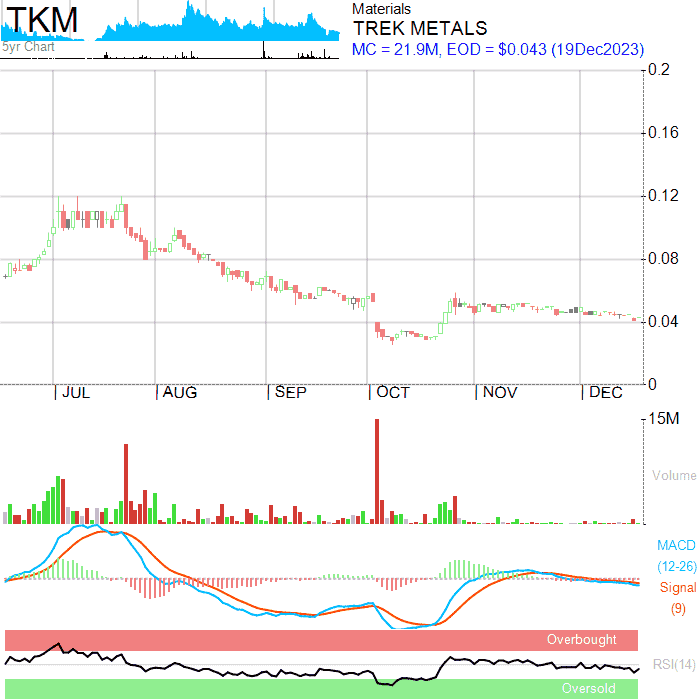 TKM
5yr Chart
Materials
TREK METALS
MC = 21.9M, EOD = $0.043 (19Dec2023)
0.2
0.16
0.12
0.08
0.04
0
| JUL | AUG | SEP | OCT | NOV | DEC
15M
Volume
MACD
(12-26)
Signal
(9)
Overbought
RSI(14)
Oversold